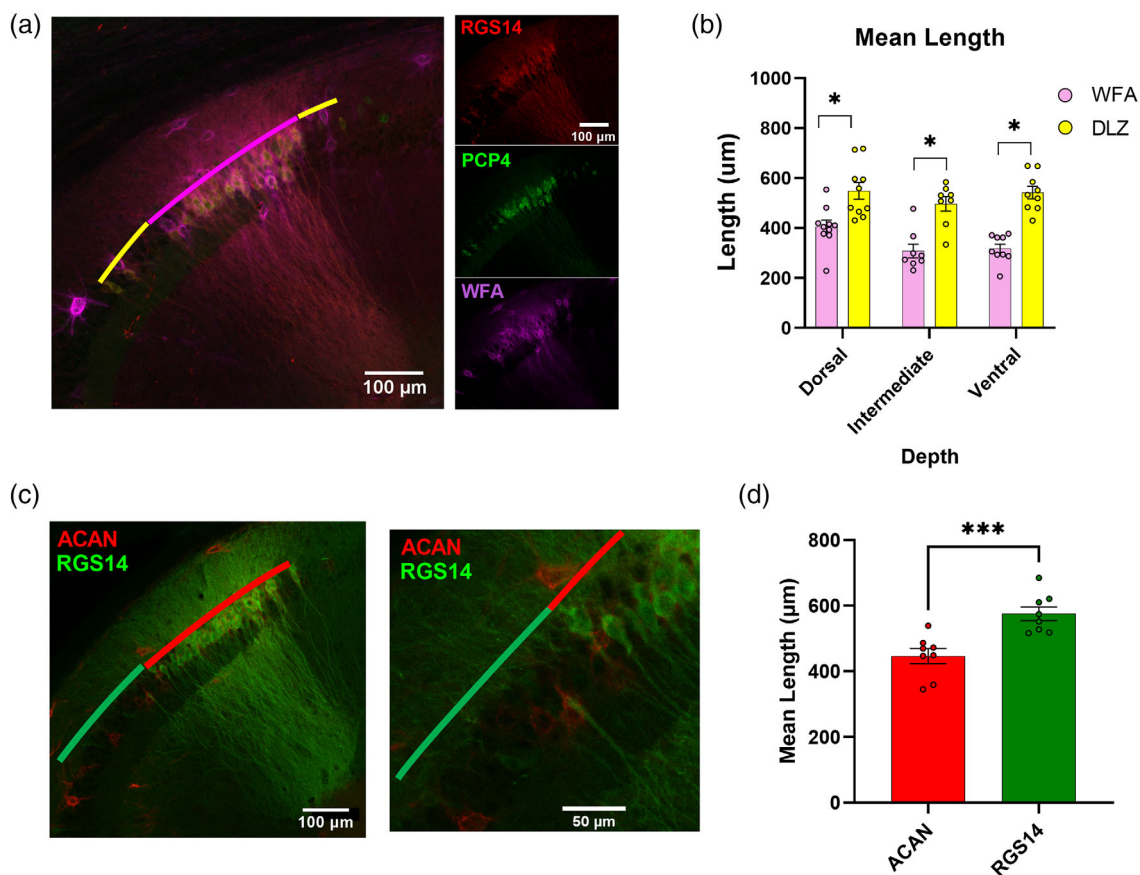 (a)
RGS14
100 µm
PCP4
WFA
100 µm
(b)
Mean Length
1000
800
600
400
200
0
Length (um)
*
*
*
WFA
DLZ
Dorsal
Intermediate
Ventral
Depth
(c)
ACAN
RGS14
100 µm
ACAN
RGS14
50 µm
(d)
***
800
600
400
200
0
Mean Length (µm)
ACAN
RGS14